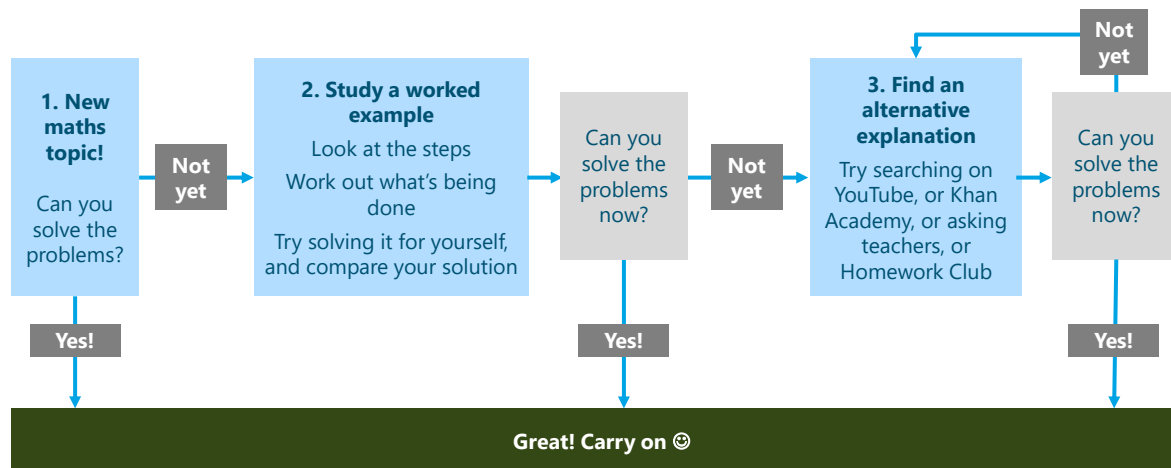 1. New
maths
topic!
Can you
solve the
problems?
Not
yet
Yes!
2. Study a worked
example
Look at the steps
Work out what’s being
done
Try solving it for yourself,
and compare your solution
Can you
solve the
problems
now?
Not
yet
Yes!
3. Find an
alternative
explanation
Try searching on
YouTube, or Khan
Academy, or asking
teachers, or
Homework Club
Not
yet
Can you
solve the
problems
now?
Yes!
Great! Carry on ☺